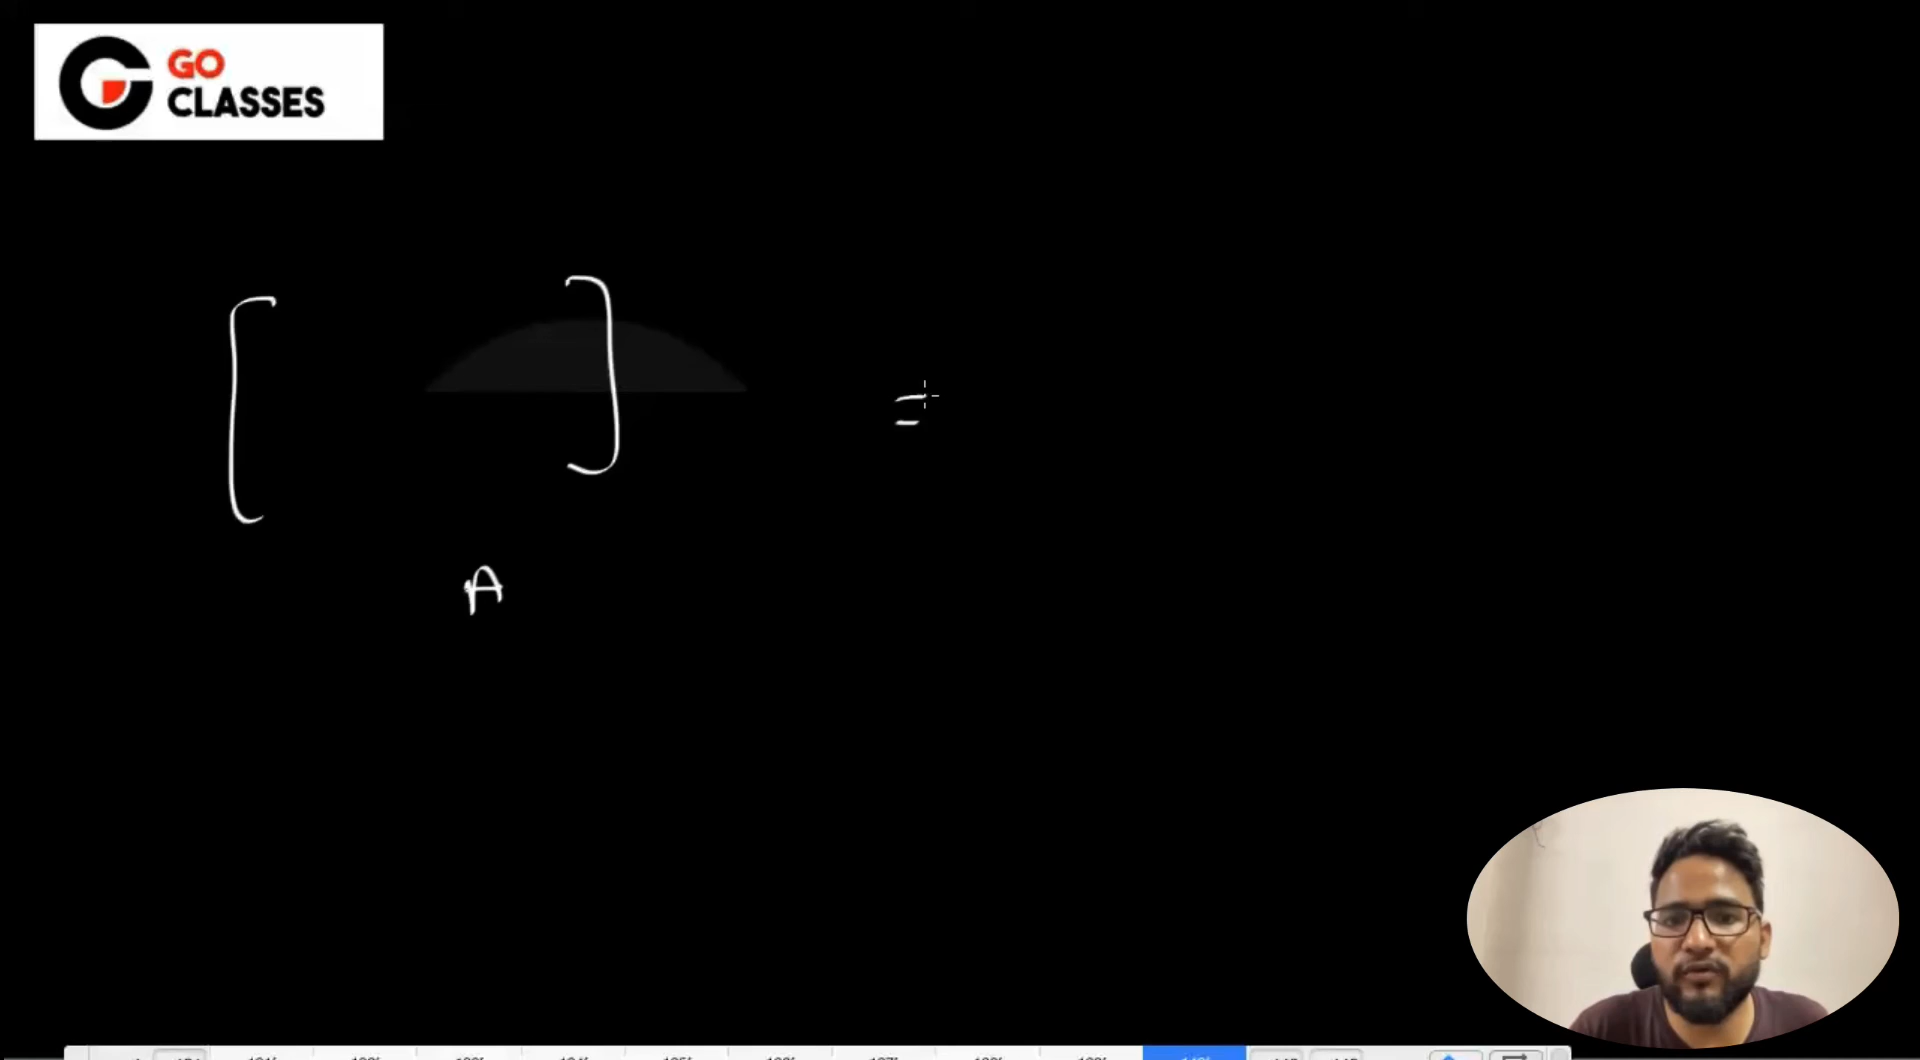 GO
CLASSES
[ ] =
A